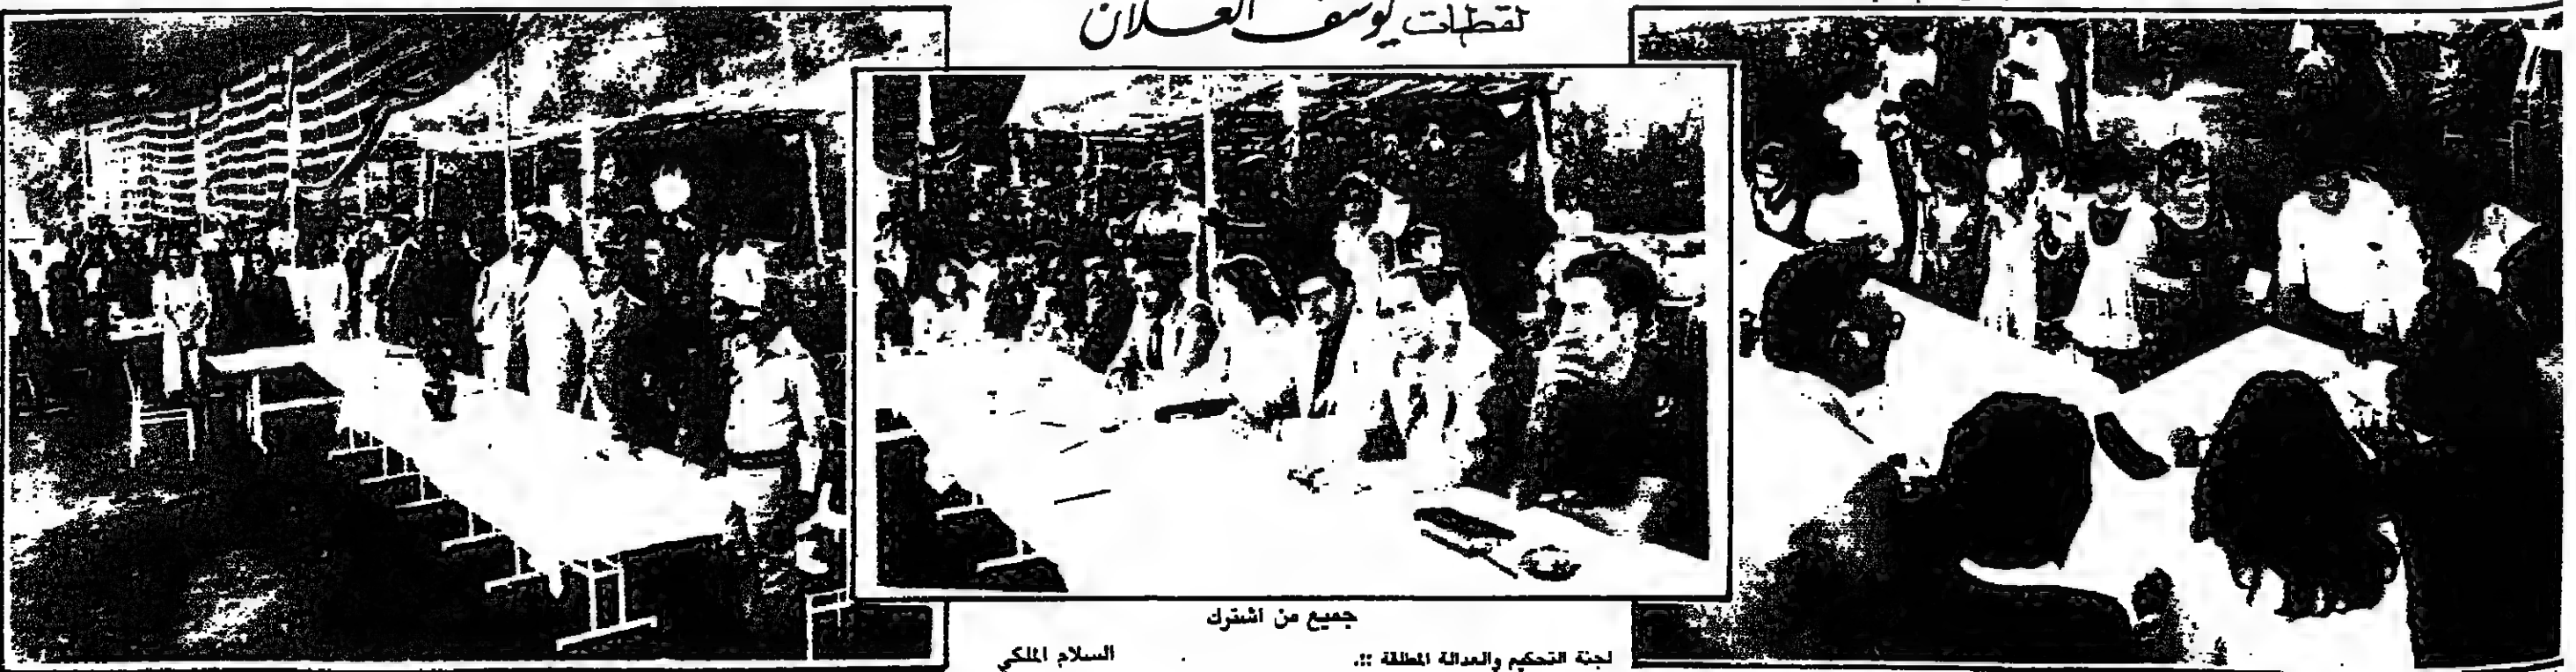 لقطات يوسف العلان
جميع من اشترك
لجنة التحكيم والعدالة المطلقة !!.
السلام الملكي